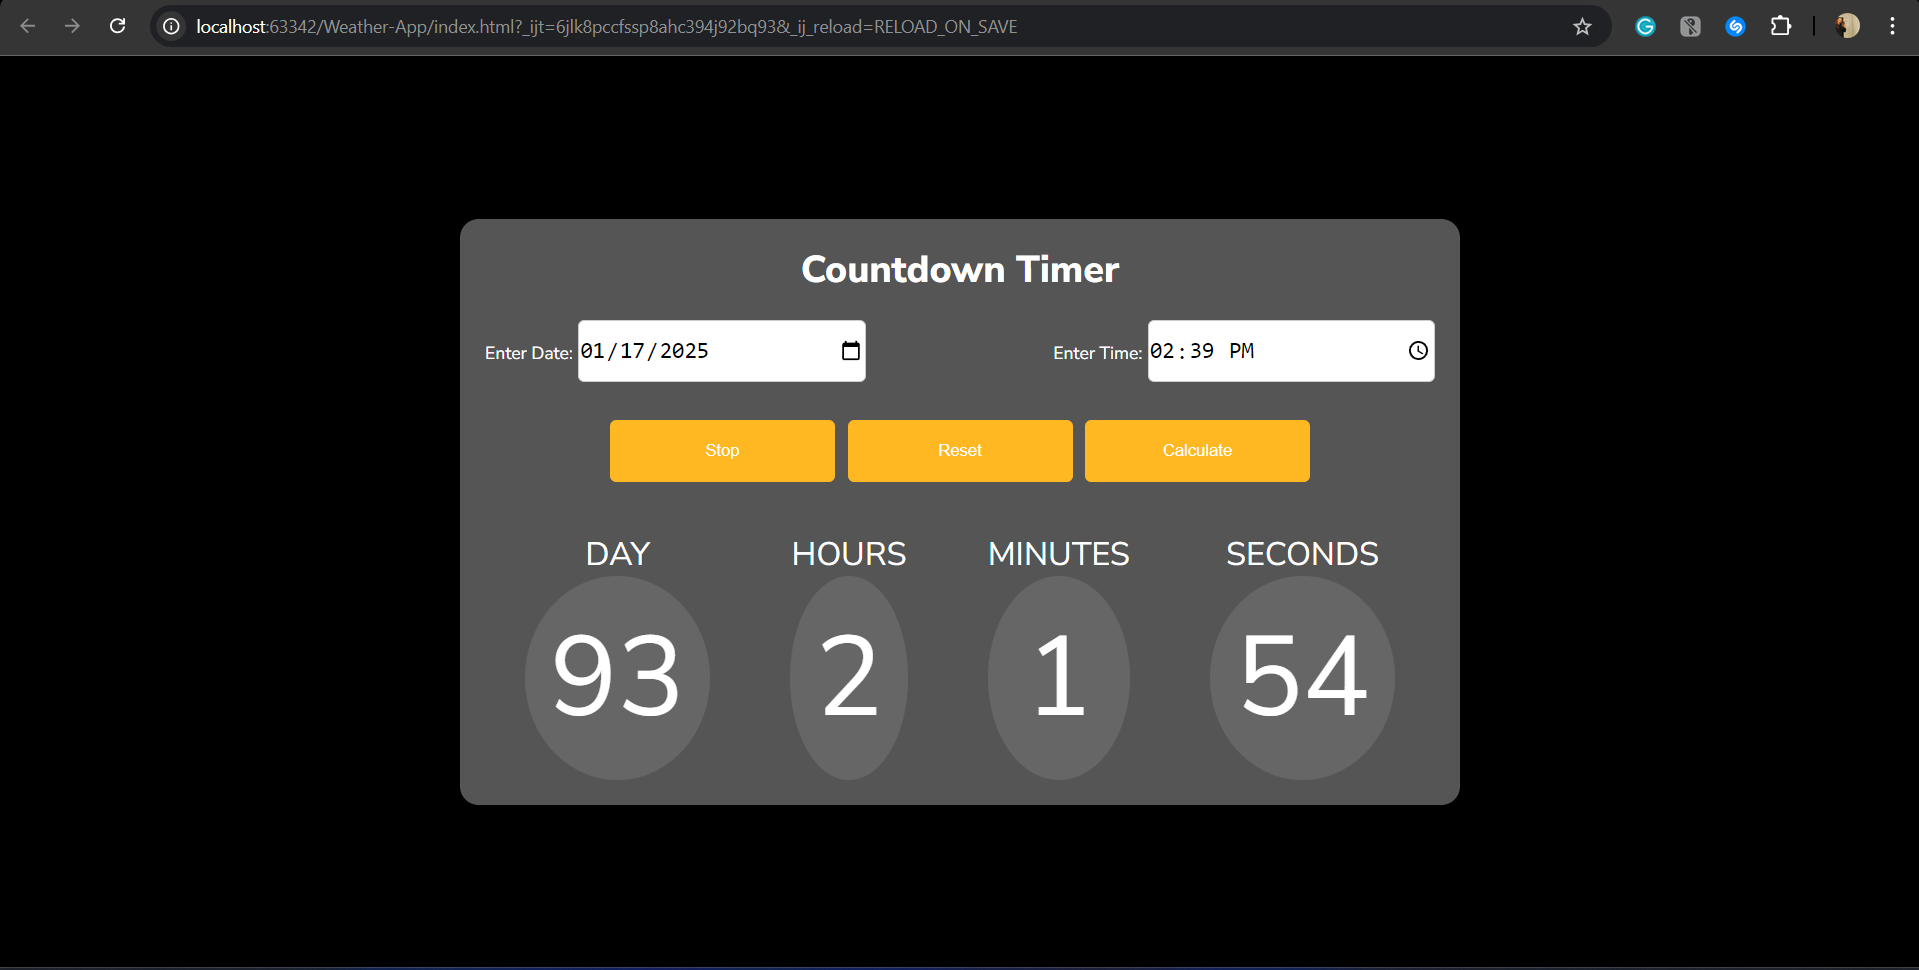 localhost:63342/Weather-App/index.html?_ijt=6jlk8pccfssp8ahc394j92bq93&_ij_reload=RELOAD_ON_SAVE
Countdown Timer
Enter Date: 01/17/2025 Enter Time: 02:39 PM
Stop Reset Calculate
DAY HOURS MINUTES SECONDS
93 2 1 54